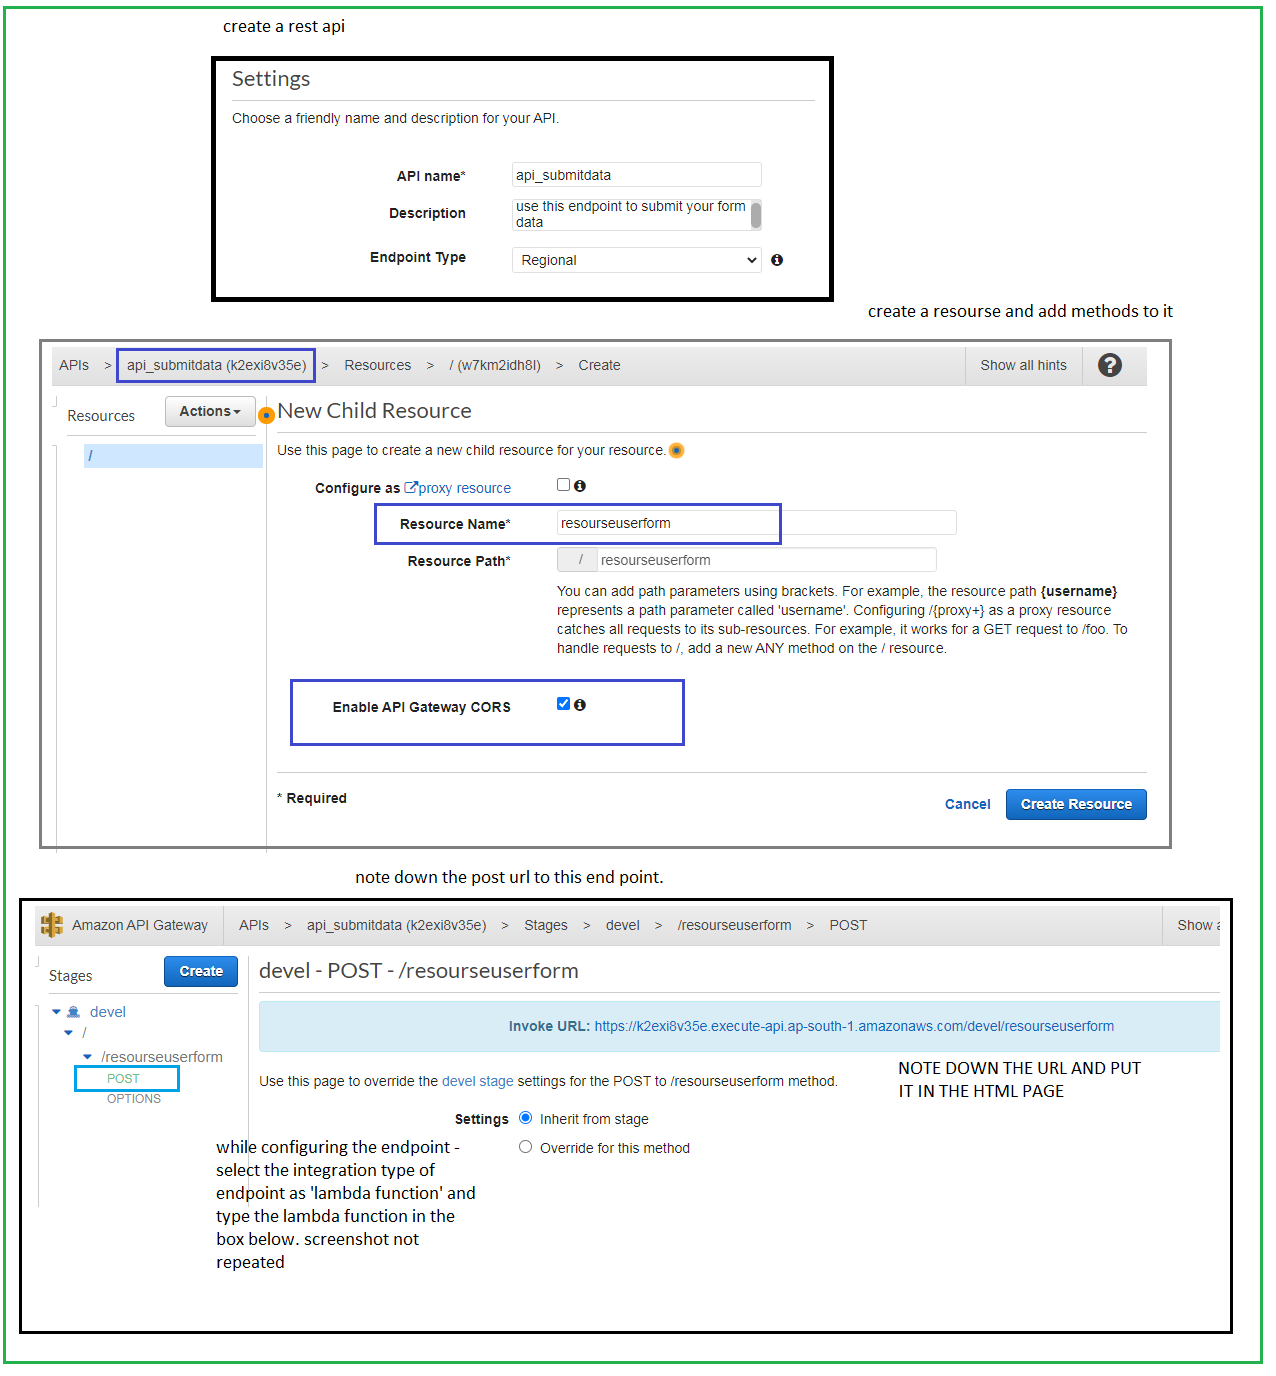 create a rest api
Settings
Choose a friendly name and description for your API.
API name* api_submitdata
Description use this endpoint to submit your form
data
Endpoint Type Regional
create a resourse and add methods to it
APIs > api_submitdata (k2exi8v35e) > Resources > / (w7km2idh8l) > Create Show all hints ?
Resources Actions New Child Resource
/
Use this page to create a new child resource for your resource.
Configure as proxy resource
Resource Name* resourseuserform
Resource Path* / resourseuserform
You can add path parameters using brackets. For example, the resource path {username}
represents a path parameter called 'username'. Configuring /{proxy+} as a proxy resource
catches all requests to its sub-resources. For example, it works for a GET request to /foo. To
handle requests to /, add a new ANY method on the / resource.
Enable API Gateway CORS
* Required
Cancel Create Resource
note down the post url to this end point.
Amazon API Gateway APIs > api_submitdata (k2exi8v35e) > Stages > devel > /resourseuserform > POST Show a
Stages Create devel - POST - /resourseuserform
devel
/
/resourseuserform
POST
OPTIONS
Invoke URL: https://k2exi8v35e.execute-api.ap-south-1.amazonaws.com/devel/resourseuserform
Use this page to override the devel stage settings for the POST to /resourseuserform method.
NOTE DOWN THE URL AND PUT
IT IN THE HTML PAGE
Settings Inherit from stage
Override for this method
while configuring the endpoint -
select the integration type of
endpoint as 'lambda function' and
type the lambda function in the
box below. screenshot not
repeated